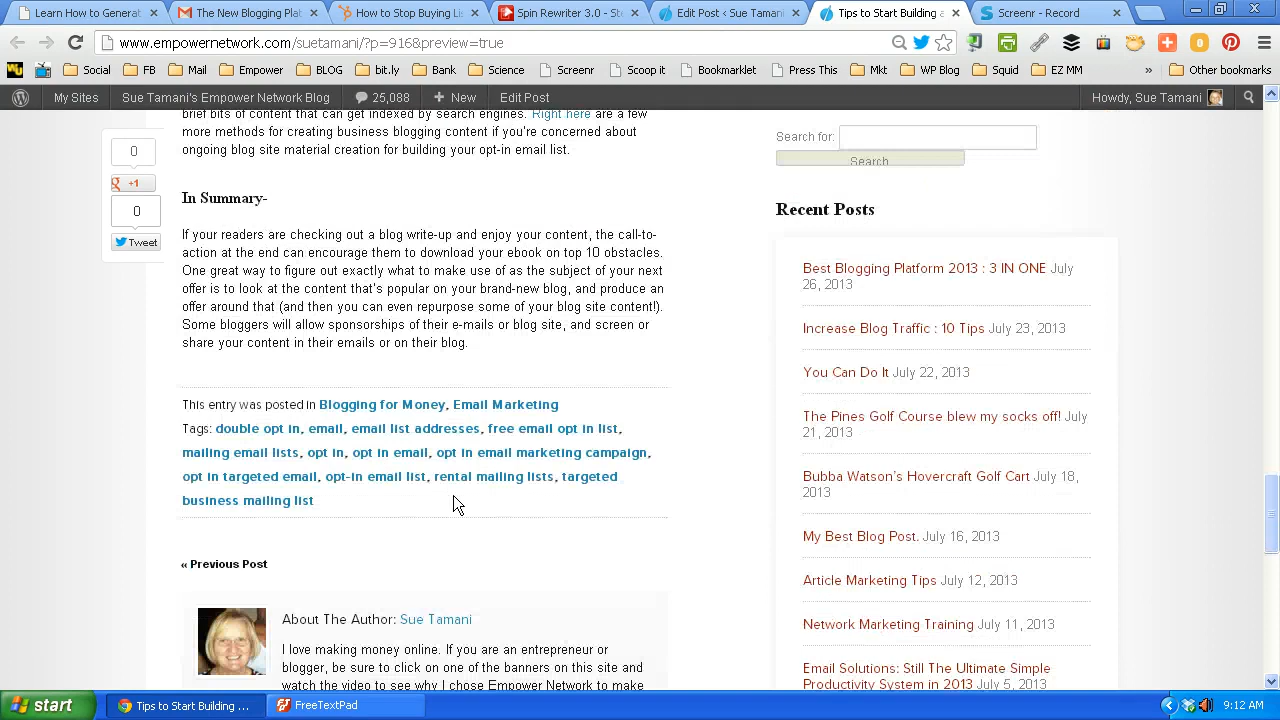 Learn How to Generat
The New Blogging Plat
How to Stop Buying Lis
Spin Rewriter 3.0 - Ste
Edit Post ‹ Sue Tamani
Tips to Start Building a
Screenr - Record
www.empowernetwork.com/suetamani/?p=916&preview=true
Social
FB
Mail
Empower
BLOG
bit.ly
Bank
Science
Screenr
Scoop it
Bookmarklet
Press This
Mkt
WP Blog
Squid
EZ MM
»
Other bookmarks
My Sites
Sue Tamani's Empower Network Blog
25,088
+ New
Edit Post
Howdy, Sue Tamani
brief bits of content that can get indexed by search engines. Right here are a few
more methods for creating business blogging content if you're concerned about
ongoing blog site material creation for building your opt-in email list.
0
+1
0
Tweet
In Summary-
If your readers are checking out a blog write-up and enjoy your content, the call-to-
action at the end can encourage them to download your ebook on top 10 obstacles.
One great way to figure out exactly what to make use of as the subject of your next
offer is to look at the content that's popular on your brand-new blog, and produce an
offer around that (and then you can even repurpose some of your blog site content!).
Some bloggers will allow sponsorships of their e-mails or blog site, and screen or
share your content in their emails or on their blog.
This entry was posted in Blogging for Money, Email Marketing
Tags: double opt in, email, email list addresses, free email opt in list,
mailing email lists, opt in, opt in email, opt in email marketing campaign,
opt in targeted email, opt-in email list, rental mailing lists, targeted
business mailing list
« Previous Post
About The Author: Sue Tamani
I love making money online. If you are an entrepreneur or
blogger, be sure to click on one of the banners on this site and
watch the video to see why I chose Empower Network to make
Search for:
Search
Recent Posts
Best Blogging Platform 2013 : 3 IN ONE July
26, 2013
Increase Blog Traffic : 10 Tips July 23, 2013
You Can Do It July 22, 2013
The Pines Golf Course blew my socks off! July
21, 2013
Bubba Watson's Hovercraft Golf Cart July 18,
2013
My Best Blog Post. July 16, 2013
Article Marketing Tips July 12, 2013
Network Marketing Training July 11, 2013
Email Solutions: Still The Ultimate Simple
Productivity System in 2013 July 5, 2013
start
Tips to Start Building ...
FreeTextPad
9:12 AM